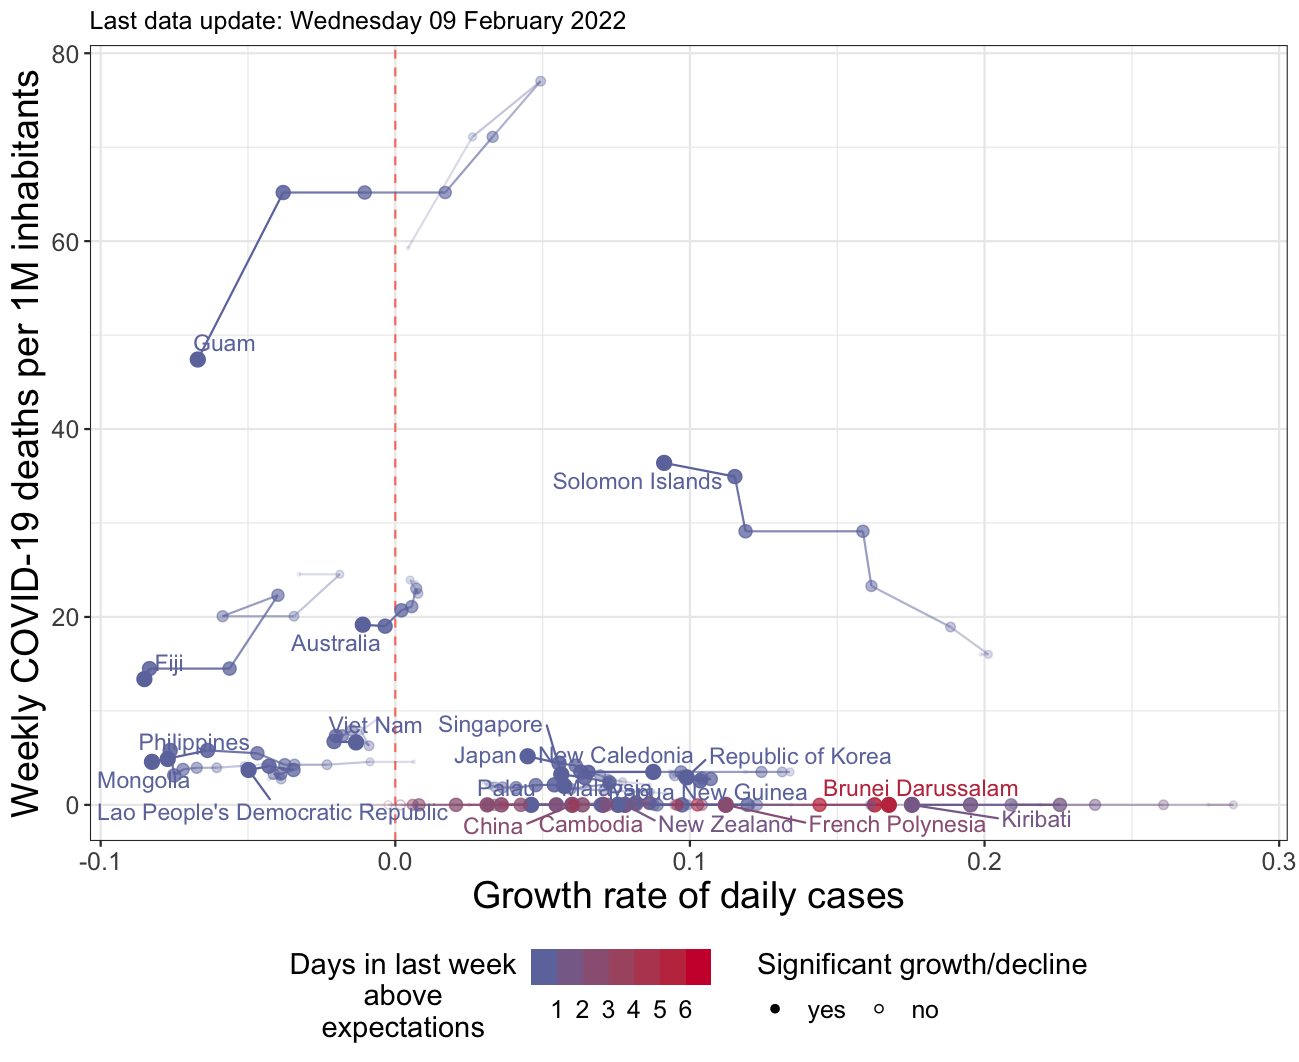 Last data update: Wednesday 09 February 2022
Weekly COVID-19 deaths per 1M inhabitants
80
60
40
20
0
Guam
Solomon Islands
Fiji
Australia
Viet Nam
Singapore
Philippines
Japan
New Caledonia
Republic of Korea
Mongolia
Palau
Malaysia
Papua New Guinea
Brunei Darussalam
Lao People's Democratic Republic
China
Cambodia
New Zealand
French Polynesia
Kiribati
-0.1
0.0
0.1
0.2
0.3
Growth rate of daily cases
Days in last week
above
expectations
1 2 3 4 5 6
Significant growth/decline
yes
no